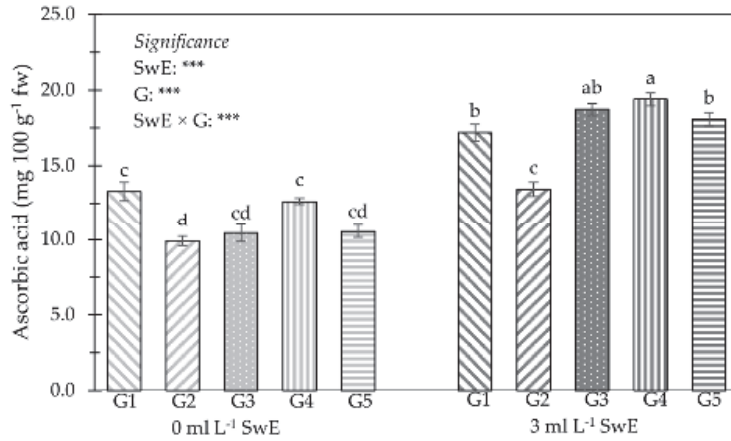 25.0
20.0
15.0
10.0
5.0
0.0
Ascorbic acid (mg 100 g⁻¹ fw)
Significance
SwE: ***
G: ***
SwE × G: ***
c d cd c cd b c ab a b
G1 G2 G3 G4 G5 G1 G2 G3 G4 G5
0 ml L⁻¹ SwE 3 ml L⁻¹ SwE